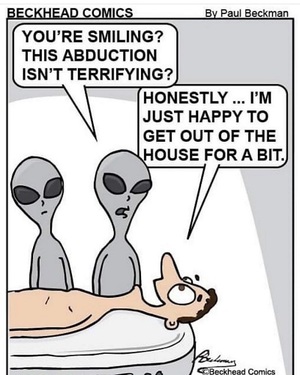 BECKHEAD COMICS By Paul Beckman
YOU'RE SMILING?
THIS ABDUCTION
ISN'T TERRIFYING?
HONESTLY ... I'M
JUST HAPPY TO
GET OUT OF THE
HOUSE FOR A BIT.
Beckman
©Beckhead Comics